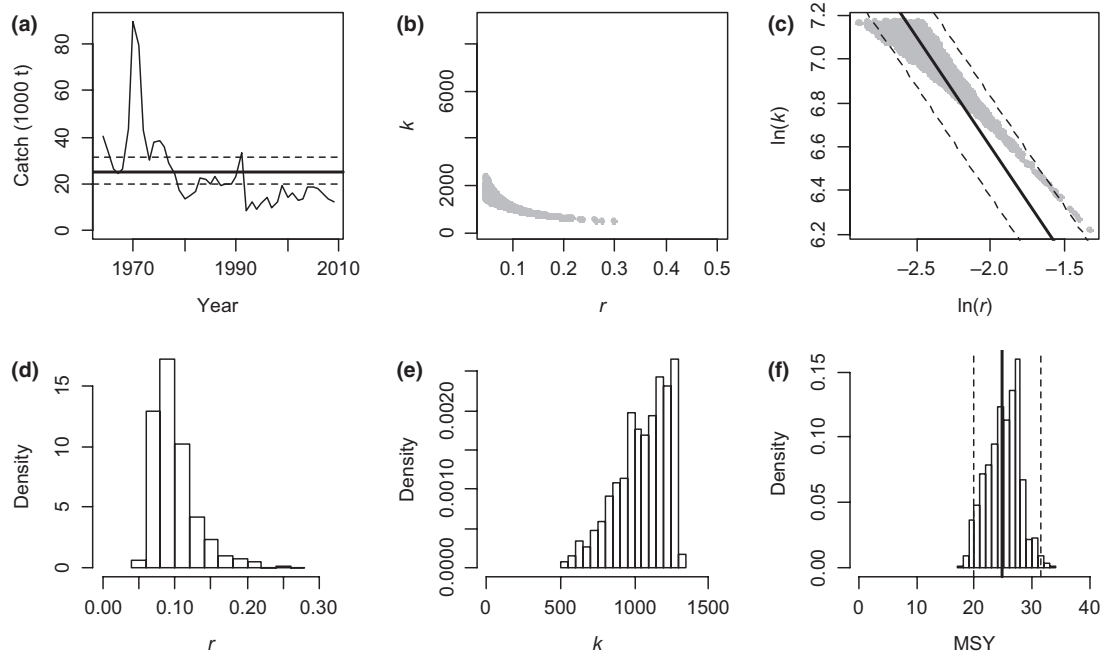 (a)
Catch (1000 t)
80
60
40
20
0
1970
1990
2010
Year
(b)
k
6000
2000
0
0.1
0.2
0.3
0.4
0.5
r
(c)
ln(k)
7.2
7.0
6.8
6.6
6.4
6.2
–2.5
–2.0
–1.5
ln(r)
(d)
Density
15
10
5
0
0.00
0.10
0.20
0.30
r
(e)
Density
0.0020
0.0010
0.0000
0
500
1000
1500
k
(f)
Density
0.15
0.10
0.05
0.00
0
10
20
30
40
MSY